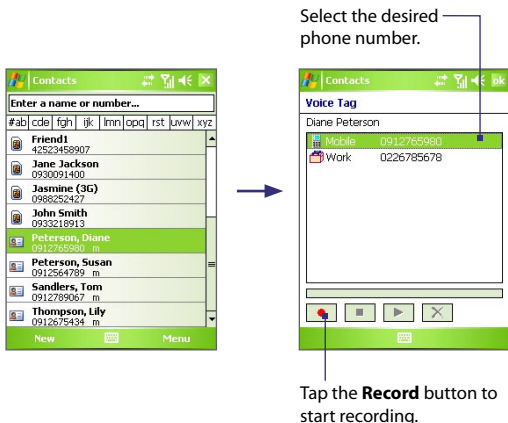 Select the desired
phone number.
Contacts
Enter a name or number...
#ab cde fgh ijk lmn opq rst uvw xyz
Friend1
42523458907
Jane Jackson
0930091400
Jasmine (3G)
0988252427
John Smith
0933218913
Peterson, Diane
0912765980 m
Peterson, Susan
0912564789 m
Sandlers, Tom
0912789067 m
Thompson, Lily
0912675434 m
New Menu
Contacts ok
Voice Tag
Diane Peterson
Mobile 0912765980
Work 0226785678
Tap the Record button to
start recording.